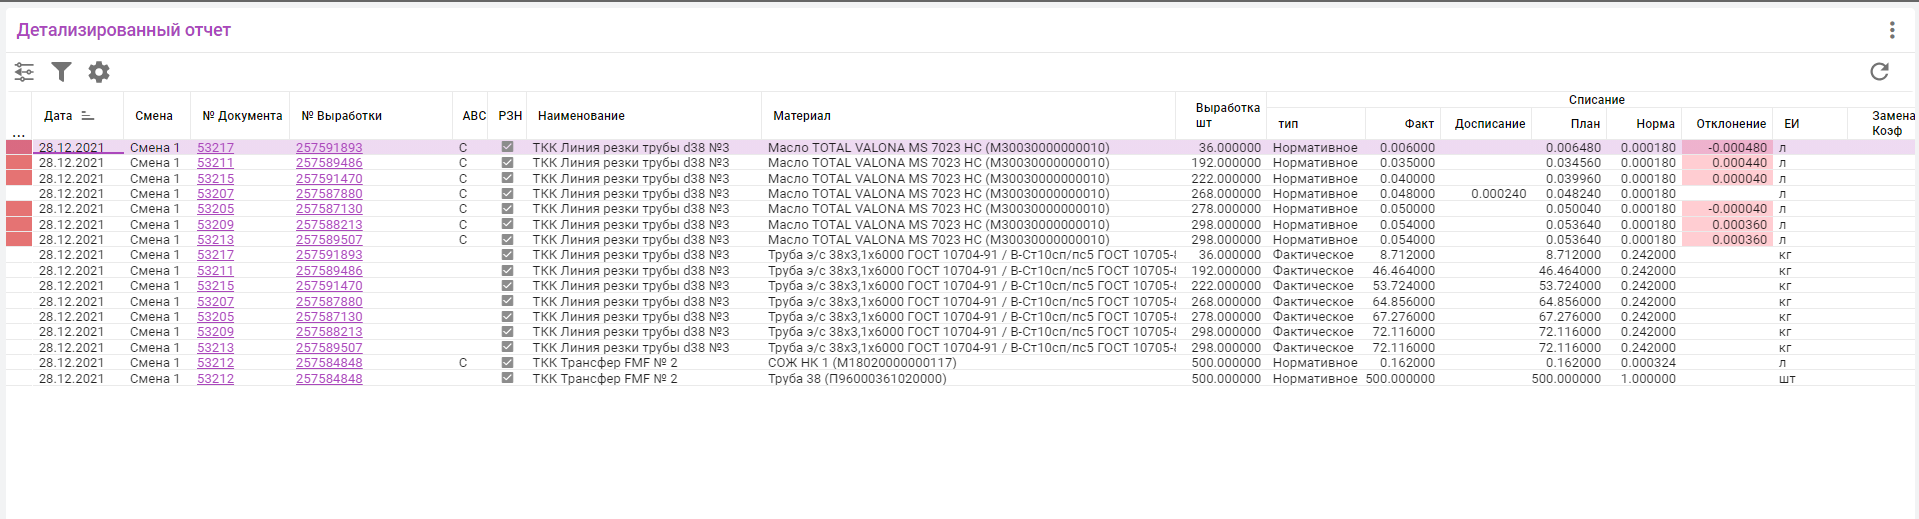 Детализированный отчет
Списание
... Дата Смена № Документа № Выработки ABC РЗН Наименование Материал Выработка шт тип Факт Досписание План Норма Отклонение ЕИ Замена Коэф
28.12.2021 Смена 1 53217 257591893 C ТКК Линия резки трубы d38 №3 Масло TOTAL VALONA MS 7023 HC (М30030000000010) 36.000000 Нормативное 0.006000 0.006480 0.000180 -0.000480 л
28.12.2021 Смена 1 53211 257589486 C ТКК Линия резки трубы d38 №3 Масло TOTAL VALONA MS 7023 HC (М30030000000010) 192.000000 Нормативное 0.035000 0.034560 0.000180 0.000440 л
28.12.2021 Смена 1 53215 257591470 C ТКК Линия резки трубы d38 №3 Масло TOTAL VALONA MS 7023 HC (М30030000000010) 222.000000 Нормативное 0.040000 0.039960 0.000180 0.000040 л
28.12.2021 Смена 1 53207 257587880 C ТКК Линия резки трубы d38 №3 Масло TOTAL VALONA MS 7023 HC (М30030000000010) 268.000000 Нормативное 0.048000 0.000240 0.048240 0.000180 л
28.12.2021 Смена 1 53205 257587130 C ТКК Линия резки трубы d38 №3 Масло TOTAL VALONA MS 7023 HC (М30030000000010) 278.000000 Нормативное 0.050000 0.050040 0.000180 -0.000040 л
28.12.2021 Смена 1 53209 257588213 C ТКК Линия резки трубы d38 №3 Масло TOTAL VALONA MS 7023 HC (М30030000000010) 298.000000 Нормативное 0.054000 0.053640 0.000180 0.000360 л
28.12.2021 Смена 1 53213 257589507 C ТКК Линия резки трубы d38 №3 Масло TOTAL VALONA MS 7023 HC (М30030000000010) 298.000000 Нормативное 0.054000 0.053640 0.000180 0.000360 л
28.12.2021 Смена 1 53217 257591893 ТКК Линия резки трубы d38 №3 Труба э/с 38х3,1х6000 ГОСТ 10704-91 / В-Ст10сп/пс5 ГОСТ 10705- 36.000000 Фактическое 8.712000 8.712000 0.242000 кг
28.12.2021 Смена 1 53211 257589486 ТКК Линия резки трубы d38 №3 Труба э/с 38х3,1х6000 ГОСТ 10704-91 / В-Ст10сп/пс5 ГОСТ 10705- 192.000000 Фактическое 46.464000 46.464000 0.242000 кг
28.12.2021 Смена 1 53215 257591470 ТКК Линия резки трубы d38 №3 Труба э/с 38х3,1х6000 ГОСТ 10704-91 / В-Ст10сп/пс5 ГОСТ 10705- 222.000000 Фактическое 53.724000 53.724000 0.242000 кг
28.12.2021 Смена 1 53207 257587880 ТКК Линия резки трубы d38 №3 Труба э/с 38х3,1х6000 ГОСТ 10704-91 / В-Ст10сп/пс5 ГОСТ 10705- 268.000000 Фактическое 64.856000 64.856000 0.242000 кг
28.12.2021 Смена 1 53205 257587130 ТКК Линия резки трубы d38 №3 Труба э/с 38х3,1х6000 ГОСТ 10704-91 / В-Ст10сп/пс5 ГОСТ 10705- 278.000000 Фактическое 67.276000 67.276000 0.242000 кг
28.12.2021 Смена 1 53209 257588213 ТКК Линия резки трубы d38 №3 Труба э/с 38х3,1х6000 ГОСТ 10704-91 / В-Ст10сп/пс5 ГОСТ 10705- 298.000000 Фактическое 72.116000 72.116000 0.242000 кг
28.12.2021 Смена 1 53213 257589507 ТКК Линия резки трубы d38 №3 Труба э/с 38х3,1х6000 ГОСТ 10704-91 / В-Ст10сп/пс5 ГОСТ 10705- 298.000000 Фактическое 72.116000 72.116000 0.242000 кг
28.12.2021 Смена 1 53212 257584848 C ТКК Трансфер FMF № 2 СОЖ НК 1 (М18020000000117) 500.000000 Нормативное 0.162000 0.162000 0.000324 л
28.12.2021 Смена 1 53212 257584848 ТКК Трансфер FMF № 2 Труба 38 (П96000361020000) 500.000000 Нормативное 500.000000 500.000000 1.000000 шт